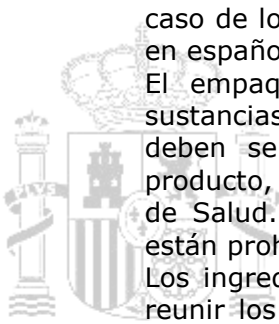 caso de lo
en españo
El empaq
sustancias
deben se
producto,
de Salud.
están proh
Los ingred
reunir los
PLVS